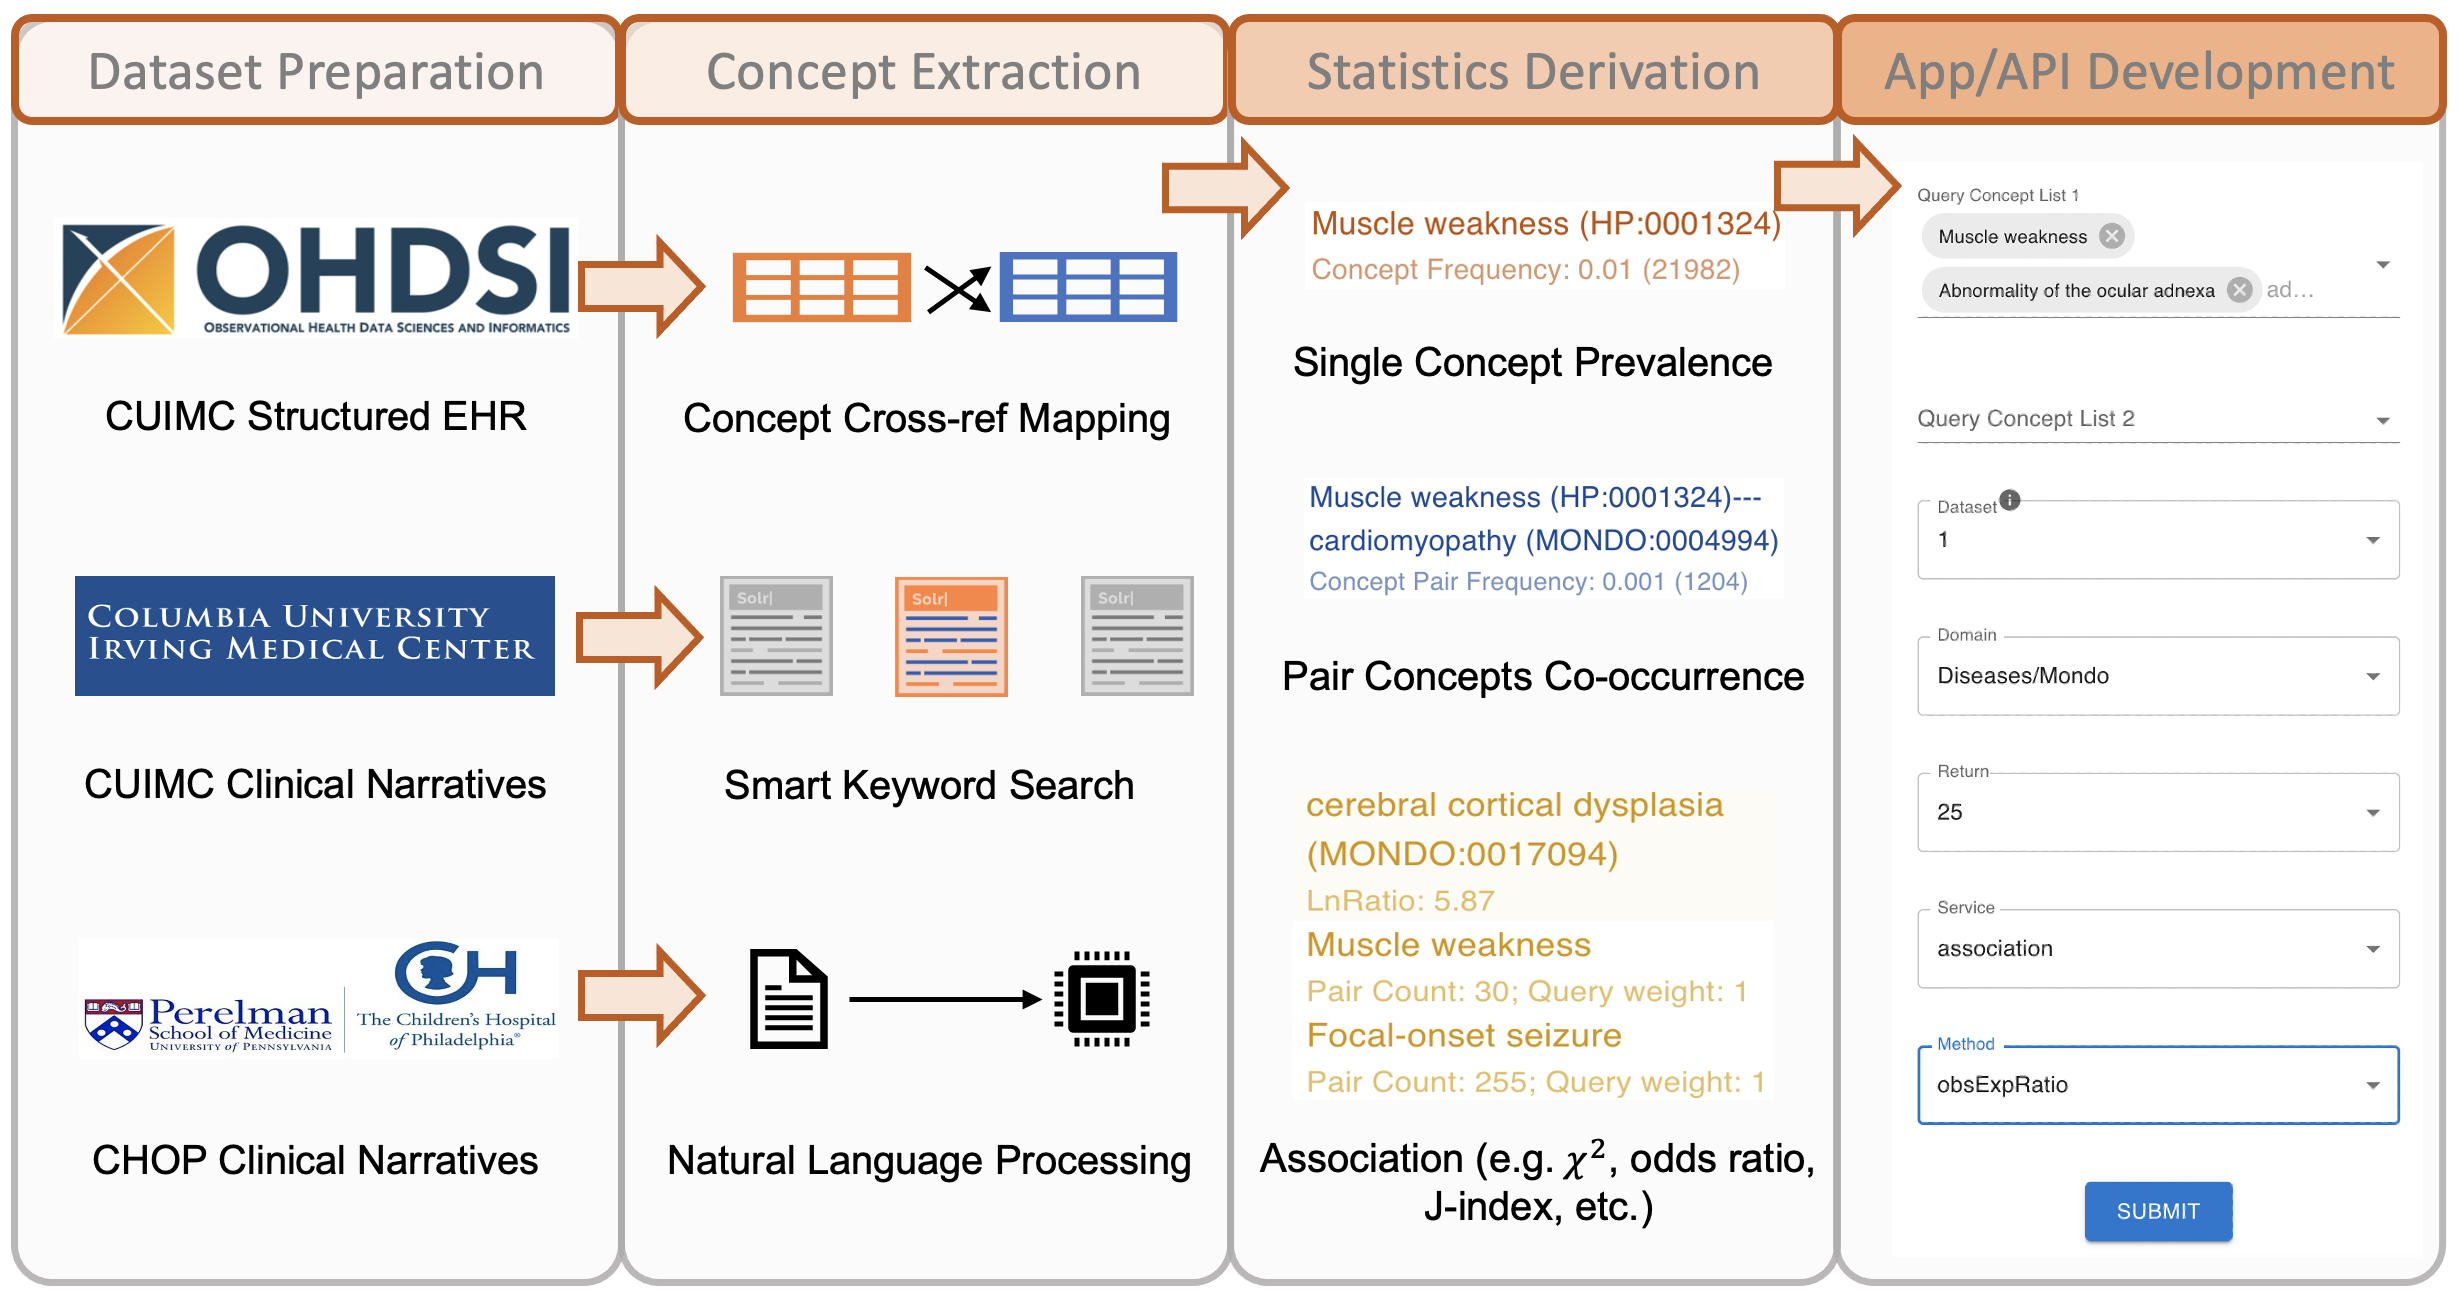 Dataset Preparation
OHDSI
OBSERVATIONAL HEALTH DATA SCIENCES AND INFORMATICS
CUIMC Structured EHR
COLUMBIA UNIVERSITY
IRVING MEDICAL CENTER
CUIMC Clinical Narratives
Perelman
School of Medicine
UNIVERSITY of PENNSYLVANIA
CH
The Children's Hospital
of Philadelphia®
CHOP Clinical Narratives
Concept Extraction
Concept Cross-ref Mapping
Solr|
Solr|
Solr|
Smart Keyword Search
Natural Language Processing
Statistics Derivation
Muscle weakness (HP:0001324)
Concept Frequency: 0.01 (21982)
Single Concept Prevalence
Muscle weakness (HP:0001324)---
cardiomyopathy (MONDO:0004994)
Concept Pair Frequency: 0.001 (1204)
Pair Concepts Co-occurrence
cerebral cortical dysplasia
(MONDO:0017094)
LnRatio: 5.87
Muscle weakness
Pair Count: 30; Query weight: 1
Focal-onset seizure
Pair Count: 255; Query weight: 1
Association (e.g. χ², odds ratio,
J-index, etc.)
App/API Development
Query Concept List 1
Muscle weakness
Abnormality of the ocular adnexa ad...
Query Concept List 2
Dataset
1
Domain
Diseases/Mondo
Return
25
Service
association
Method
obsExpRatio
SUBMIT